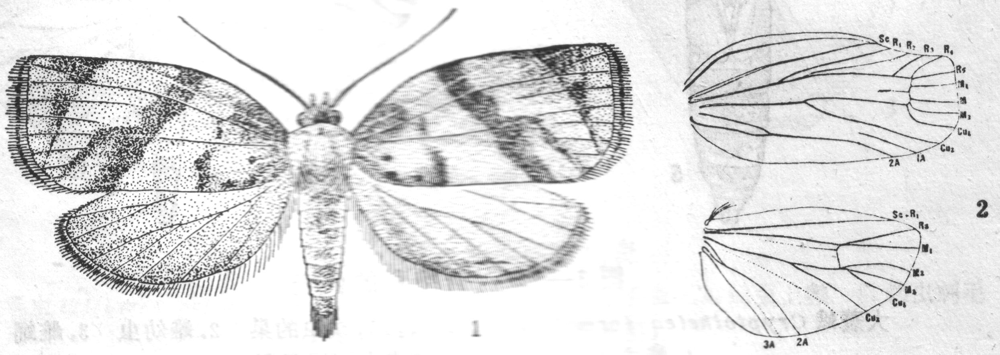 Sc R₁ R₂ R₃ R₄
R₅
M₁
M
M₃
Cu₁
Cu₂
1A
2A
2
Sc+R₁
Rs
M₁
M₂
M₃
Cu₁
Cu₂
2A
3A
1